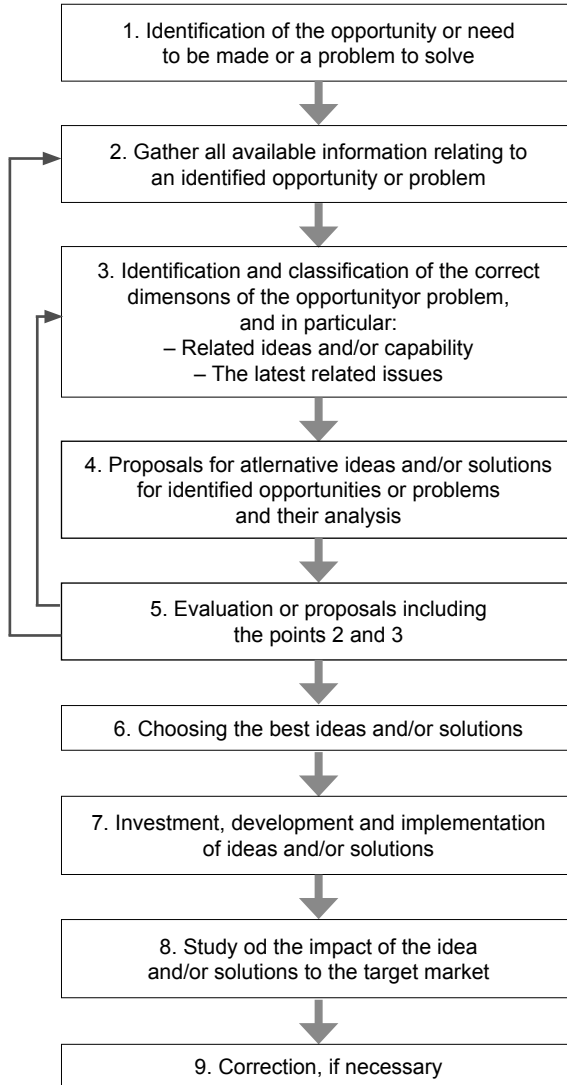 1. Identification of the opportunity or need
to be made or a problem to solve
2. Gather all available information relating to
an identified opportunity or problem
3. Identification and classification of the correct
dimensons of the opportunityor problem,
and in particular:
– Related ideas and/or capability
– The latest related issues
4. Proposals for atlernative ideas and/or solutions
for identified opportunities or problems
and their analysis
5. Evaluation or proposals including
the points 2 and 3
6. Choosing the best ideas and/or solutions
7. Investment, development and implementation
of ideas and/or solutions
8. Study od the impact of the idea
and/or solutions to the target market
9. Correction, if necessary